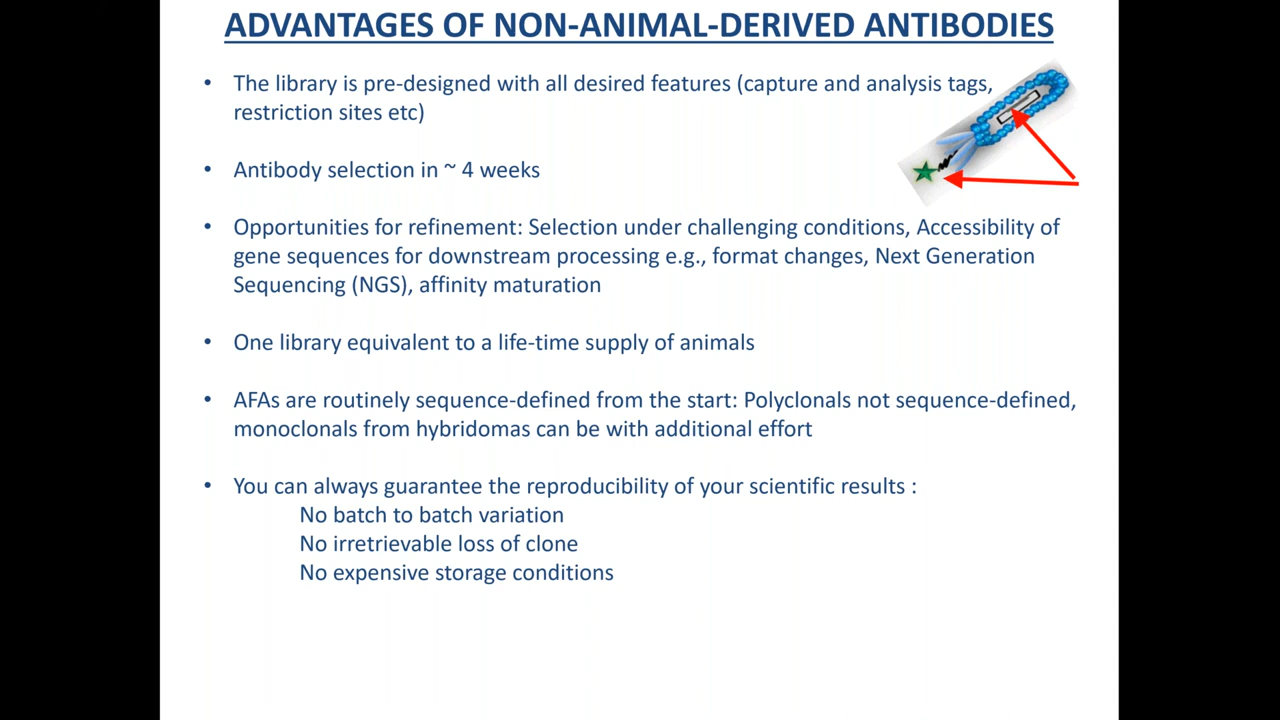 ADVANTAGES OF NON-ANIMAL-DERIVED ANTIBODIES
• The library is pre-designed with all desired features (capture and analysis tags,
restriction sites etc)
• Antibody selection in ~ 4 weeks
• Opportunities for refinement: Selection under challenging conditions, Accessibility of
gene sequences for downstream processing e.g., format changes, Next Generation
Sequencing (NGS), affinity maturation
• One library equivalent to a life-time supply of animals
• AFAs are routinely sequence-defined from the start: Polyclonals not sequence-defined,
monoclonals from hybridomas can be with additional effort
• You can always guarantee the reproducibility of your scientific results :
No batch to batch variation
No irretrievable loss of clone
No expensive storage conditions